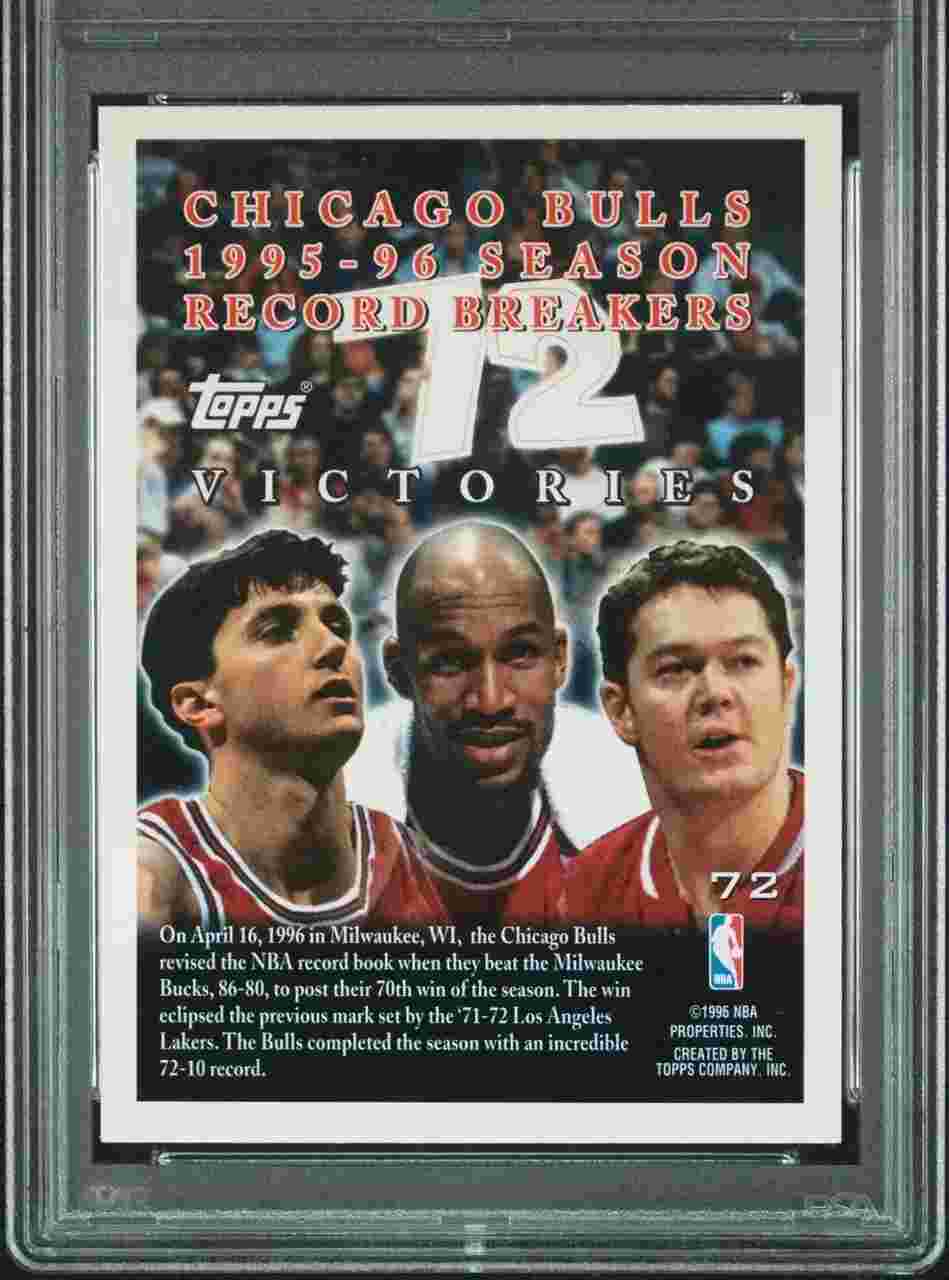 CHICAGO BULLS
1995-96 SEASON
RECORD BREAKERS
72
Topps®
VICTORIES
72
On April 16, 1996 in Milwaukee, WI, the Chicago Bulls
revised the NBA record book when they beat the Milwaukee
Bucks, 86-80, to post their 70th win of the season. The win
eclipsed the previous mark set by the '71-72 Los Angeles
Lakers. The Bulls completed the season with an incredible
72-10 record.
NBA
©1996 NBA
PROPERTIES, INC.
CREATED BY THE
TOPPS COMPANY, INC.
PSA